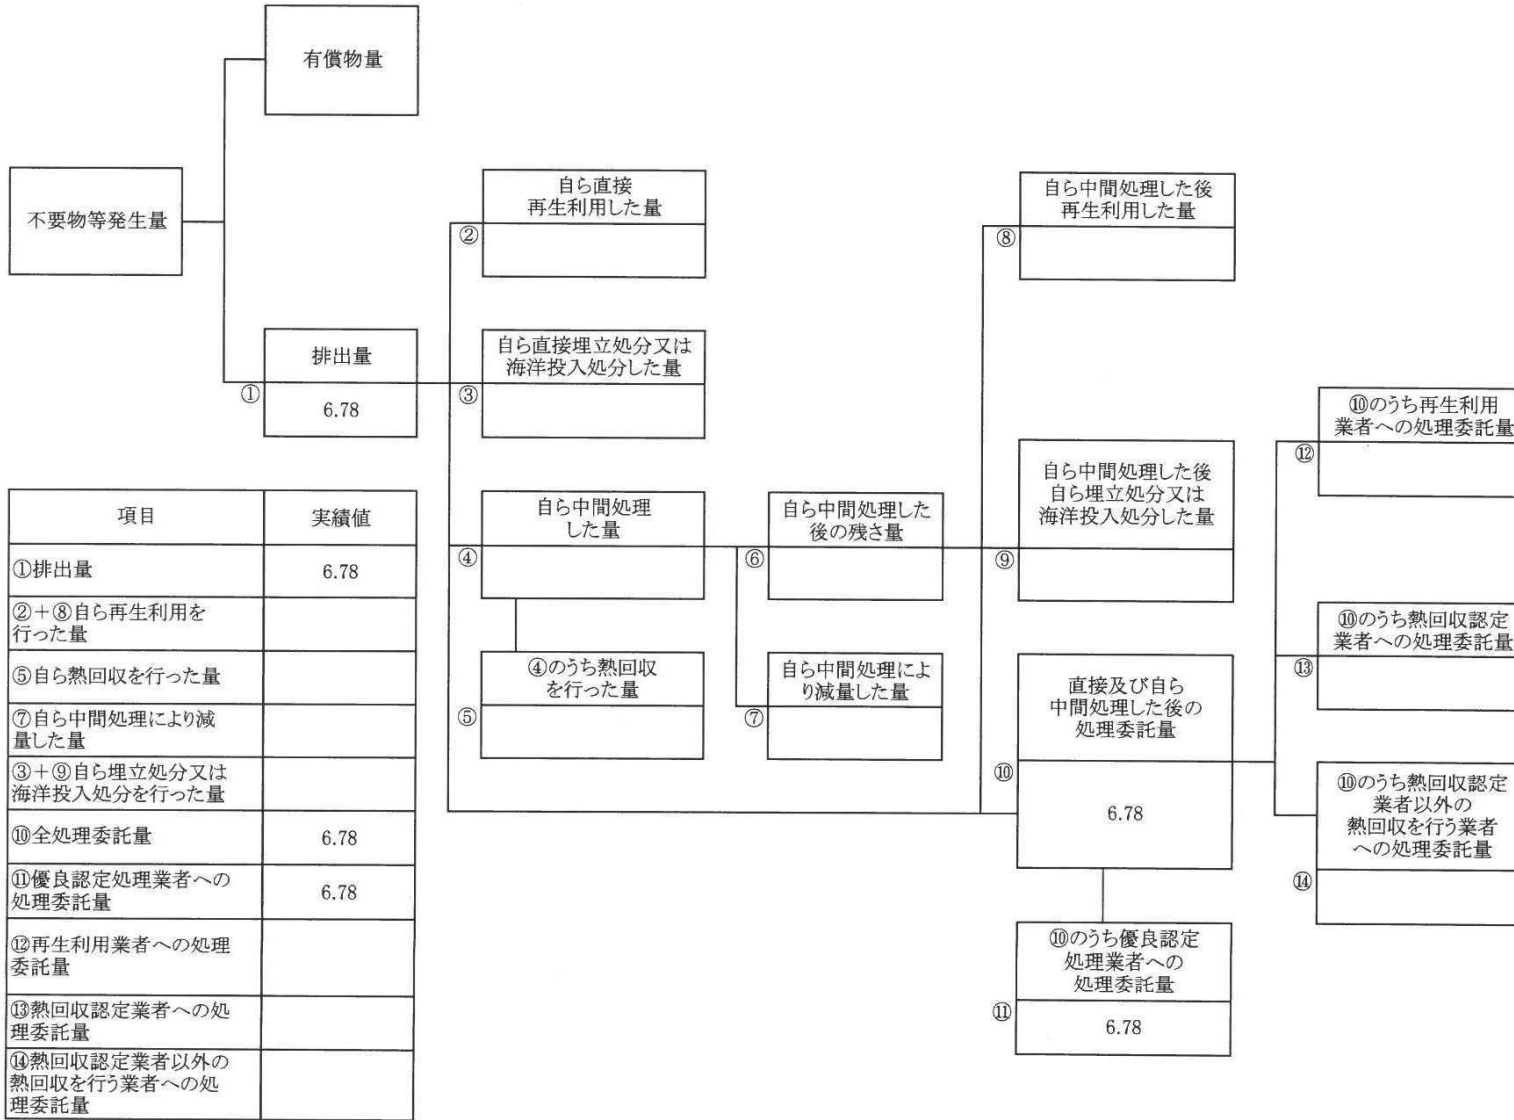 有償物量
不要物等発生量
排出量
①
6.78
自ら直接
再生利用した量
②
自ら直接埋立処分又は
海洋投入処分した量
③
自ら中間処理
した量
④
④のうち熱回収
を行った量
⑤
自ら中間処理した
後の残さ量
⑥
自ら中間処理によ
り減量した量
⑦
自ら中間処理した後
再生利用した量
⑧
自ら中間処理した後
自ら埋立処分又は
海洋投入処分した量
⑨
直接及び自ら
中間処理した後の
処理委託量
⑩
6.78
⑩のうち優良認定
処理業者への
処理委託量
⑪
6.78
⑩のうち再生利用
業者への処理委託量
⑫
⑩のうち熱回収認定
業者への処理委託量
⑬
⑩のうち熱回収認定
業者以外の
熱回収を行う業者
への処理委託量
⑭
項目 実績値
①排出量 6.78
②+⑧自ら再生利用を
行った量
⑤自ら熱回収を行った量
⑦自ら中間処理により減
量した量
③+⑨自ら埋立処分又は
海洋投入処分を行った量
⑩全処理委託量 6.78
⑪優良認定処理業者への
処理委託量 6.78
⑫再生利用業者への処理
委託量
⑬熱回収認定業者への処
理委託量
⑭熱回収認定業者以外の
熱回収を行う業者への処
理委託量